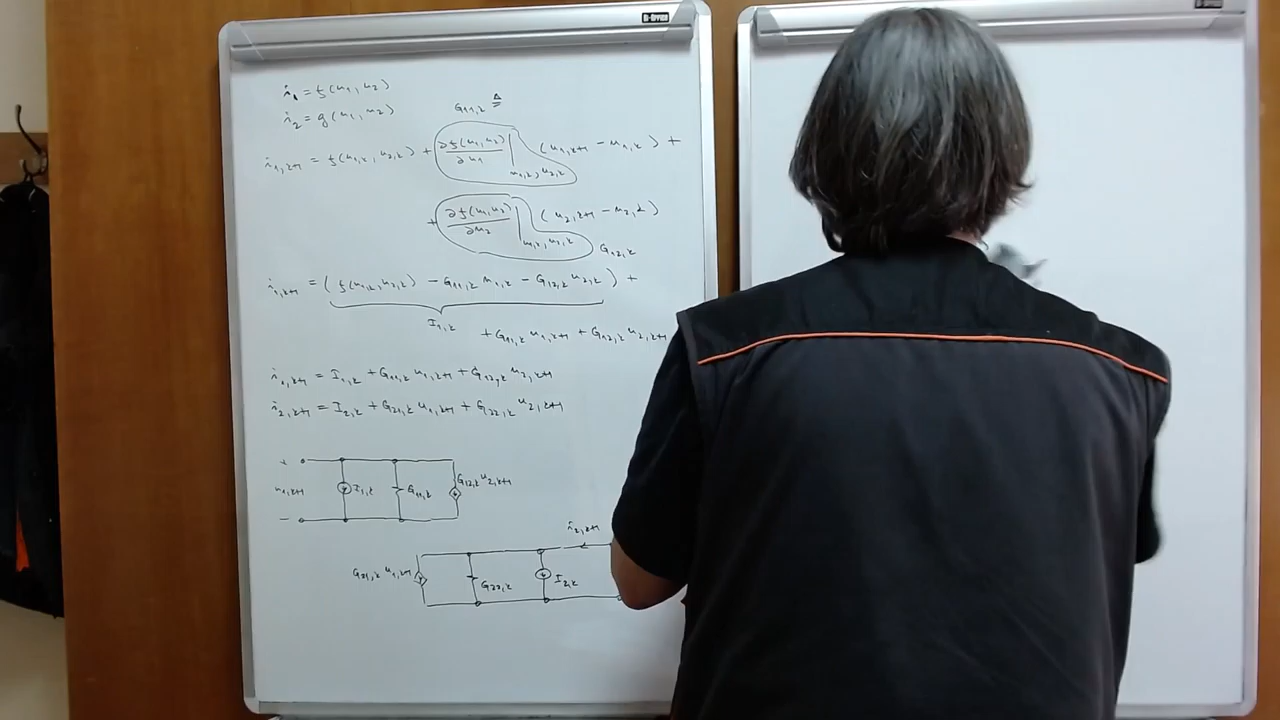 i₁ = f(u₁, u₂)
i₂ = g(u₁, u₂)
G₁₁,ₖ ≜
i₁,ₖ₊₁ = f(u₁,ₖ, u₂,ₖ) + ∂f(u₁,u₂)/∂u₁ | u₁,ₖ, u₂,ₖ (u₁,ₖ₊₁ − u₁,ₖ) +
+ ∂f(u₁,u₂)/∂u₂ | u₁,ₖ, u₂,ₖ (u₂,ₖ₊₁ − u₂,ₖ)
G₁₂,ₖ
i₁,ₖ₊₁ = (f(u₁,ₖ, u₂,ₖ) − G₁₁,ₖ u₁,ₖ − G₁₂,ₖ u₂,ₖ) +
I₁,ₖ
+ G₁₁,ₖ u₁,ₖ₊₁ + G₁₂,ₖ u₂,ₖ₊₁
i₁,ₖ₊₁ = I₁,ₖ + G₁₁,ₖ u₁,ₖ₊₁ + G₁₂,ₖ u₂,ₖ₊₁
i₂,ₖ₊₁ = I₂,ₖ + G₂₁,ₖ u₁,ₖ₊₁ + G₂₂,ₖ u₂,ₖ₊₁
+
u₁,ₖ₊₁ I₁,ₖ G₁₁,ₖ G₁₂,ₖ u₂,ₖ₊₁
−
i₂,ₖ₊₁
G₂₁,ₖ u₁,ₖ₊₁ G₂₂,ₖ I₂,ₖ